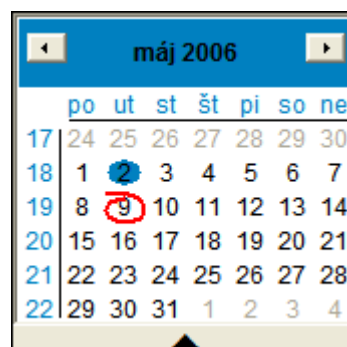 máj 2006
po ut st št pi so ne
17 24 25 26 27 28 29 30
18 1 2 3 4 5 6 7
19 8 9 10 11 12 13 14
20 15 16 17 18 19 20 21
21 22 23 24 25 26 27 28
22 29 30 31 1 2 3 4